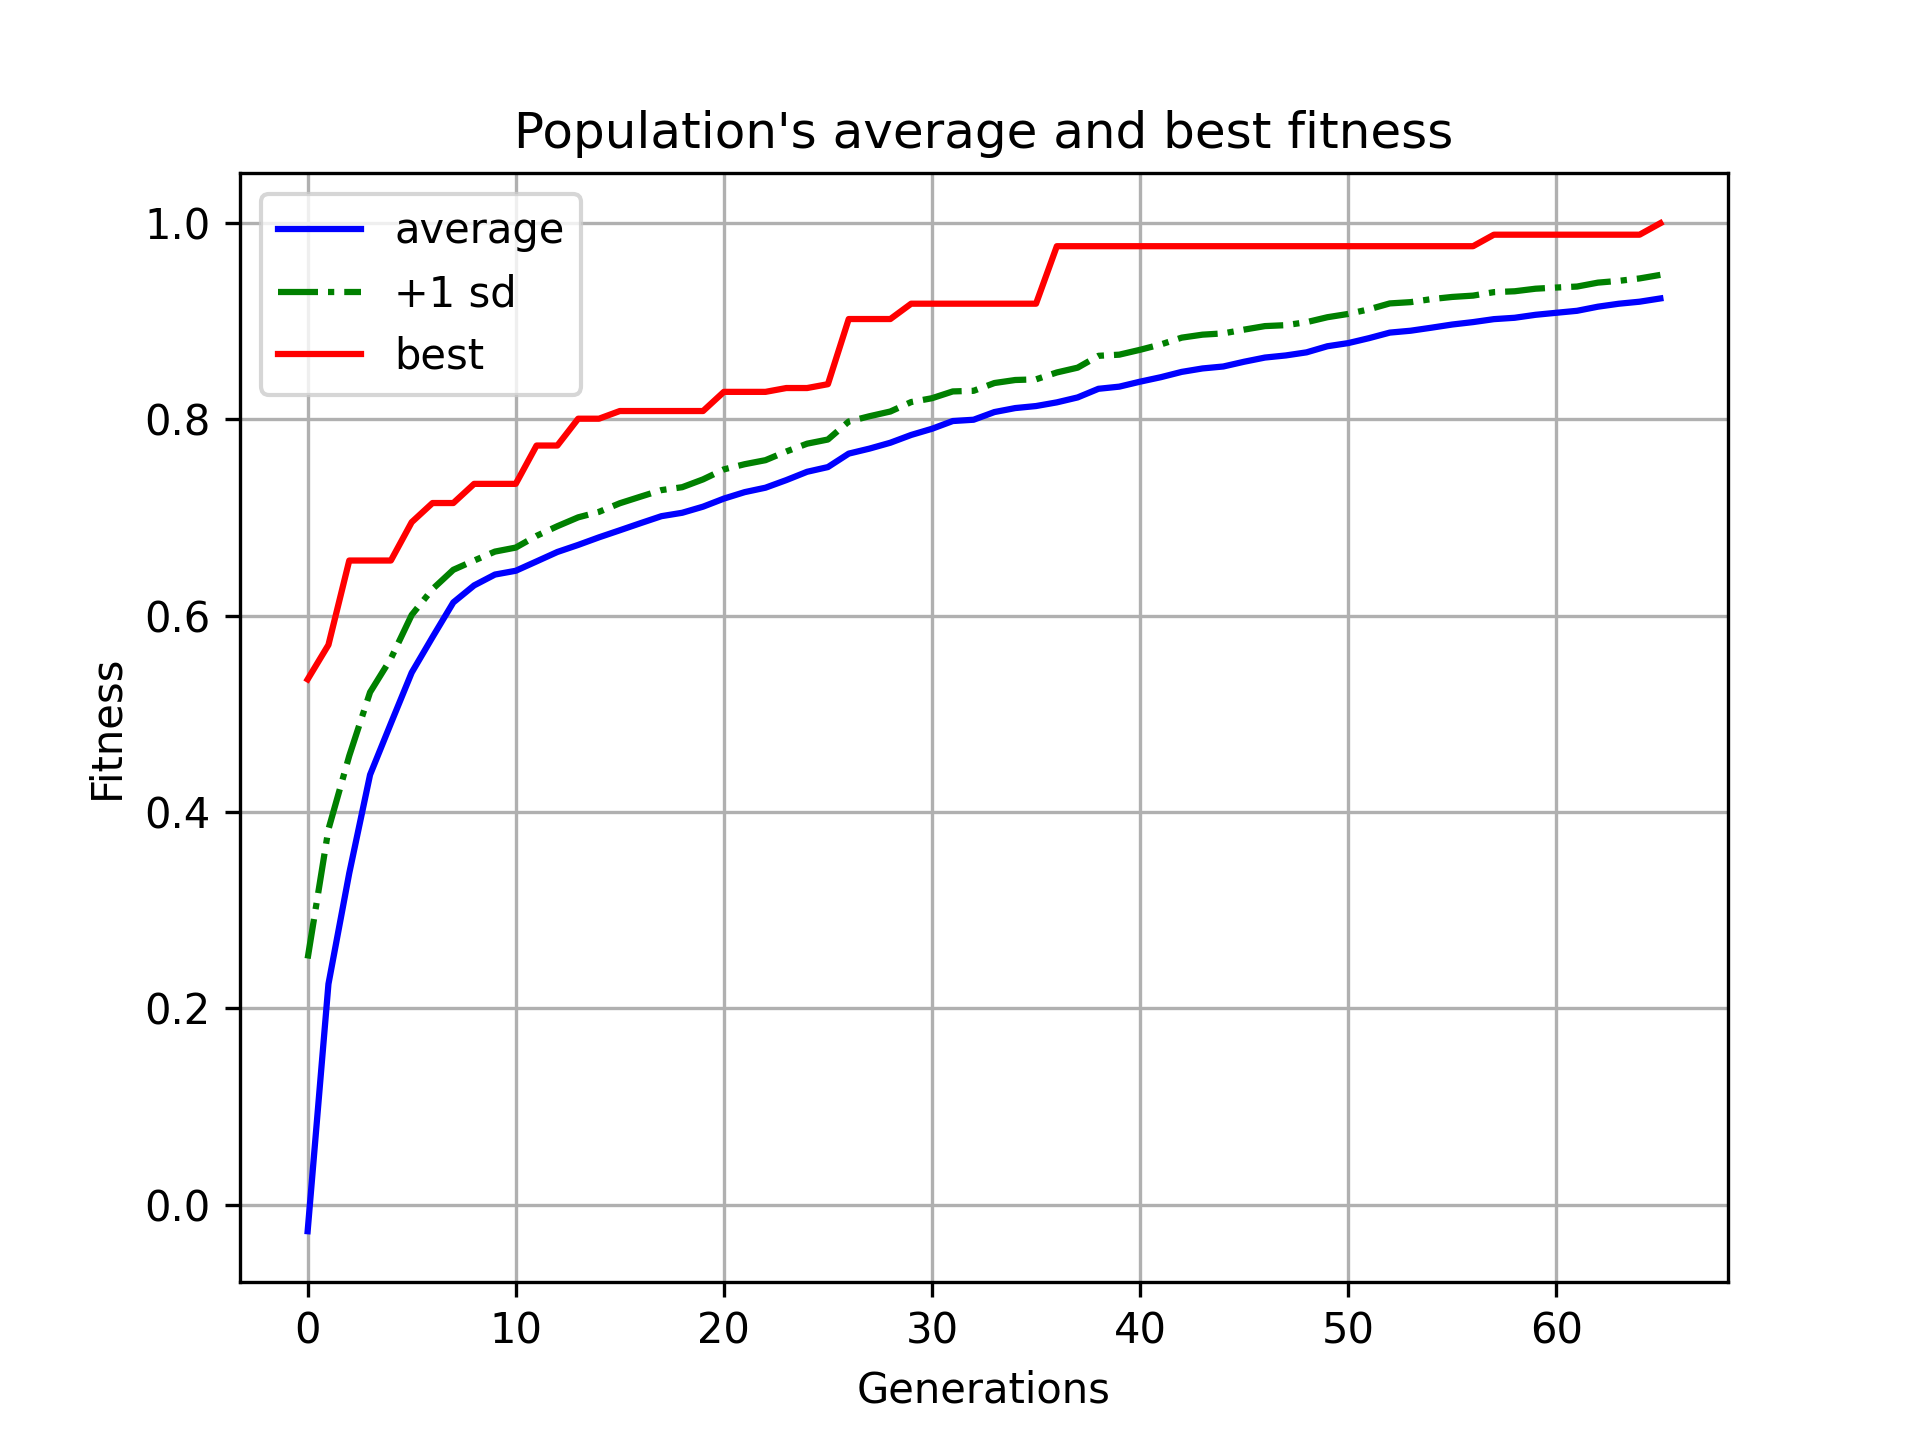 Population's average and best fitness
average
+1 sd
best
1.0
0.8
0.6
0.4
0.2
0.0
Fitness
0 10 20 30 40 50 60
Generations